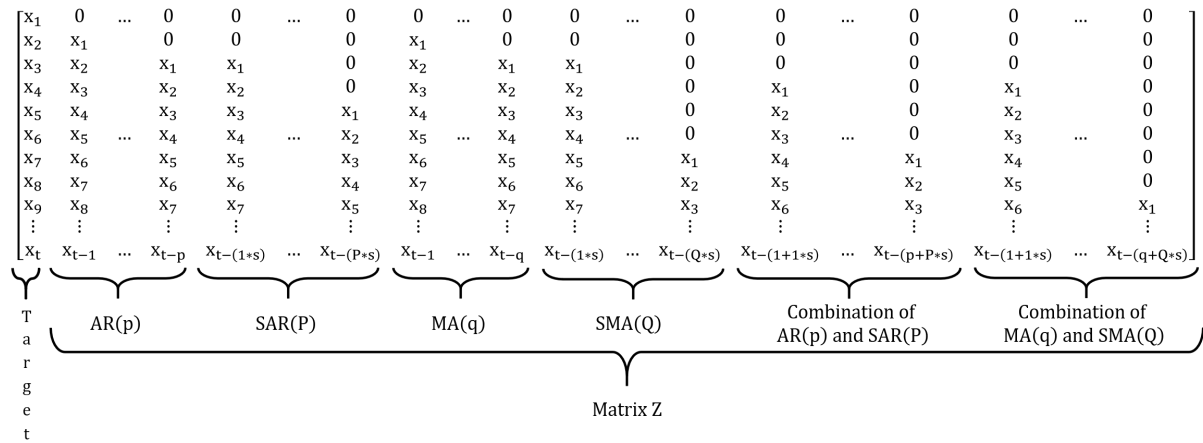 x₁ 0 ... 0 0 ... 0 0 ... 0 0 ... 0 0 ... 0 0 ... 0
x₂ x₁ 0 0 0 x₁ 0 0 0 0 0 0 0
x₃ x₂ x₁ x₁ 0 x₂ x₁ x₁ 0 0 0 0 0
x₄ x₃ x₂ x₂ 0 x₃ x₂ x₂ 0 x₁ 0 x₁ 0
x₅ x₄ x₃ x₃ x₁ x₄ x₃ x₃ 0 x₂ 0 x₂ 0
x₆ x₅ ... x₄ x₄ ... x₂ x₅ ... x₄ x₄ ... 0 x₃ ... 0 x₃ ... 0
x₇ x₆ x₅ x₅ x₃ x₆ x₅ x₅ x₁ x₄ x₁ x₄ 0
x₈ x₇ x₆ x₆ x₄ x₇ x₆ x₆ x₂ x₅ x₂ x₅ 0
x₉ x₈ x₇ x₇ x₅ x₈ x₇ x₇ x₃ x₆ x₃ x₆ x₁
⋮ ⋮ ⋮ ⋮ ⋮ ⋮ ⋮ ⋮ ⋮ ⋮ ⋮ ⋮ ⋮
xt xt−1 ... xt−p xt−(1∗s) ... xt−(P∗s) xt−1 ... xt−q xt−(1∗s) ... xt−(Q∗s) xt−(1+1∗s) ... xt−(p+P∗s) xt−(1+1∗s) ... xt−(q+Q∗s)
Target
AR(p)
SAR(P)
MA(q)
SMA(Q)
Combination of
AR(p) and SAR(P)
Combination of
MA(q) and SMA(Q)
Matrix Z